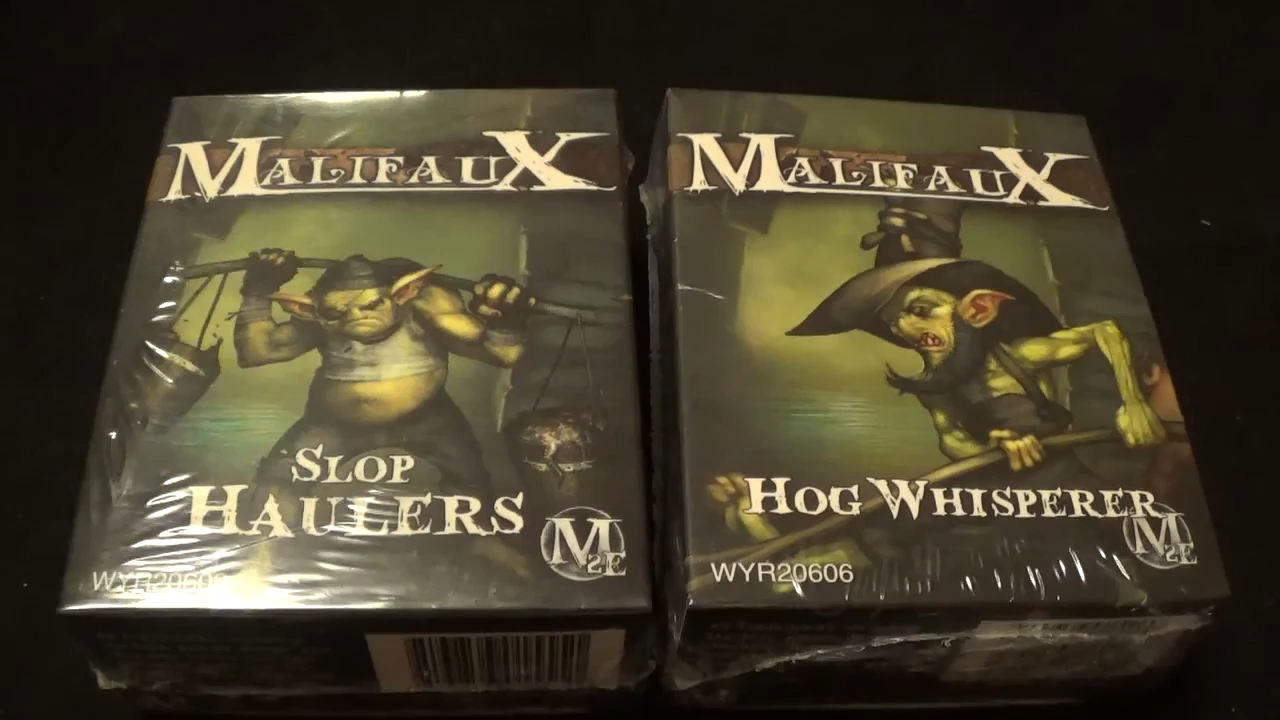 MALIFAUX
SLOP
HAULERS
M2E
MALIFAUX
HOG WHISPERER
M2E
WYR20606